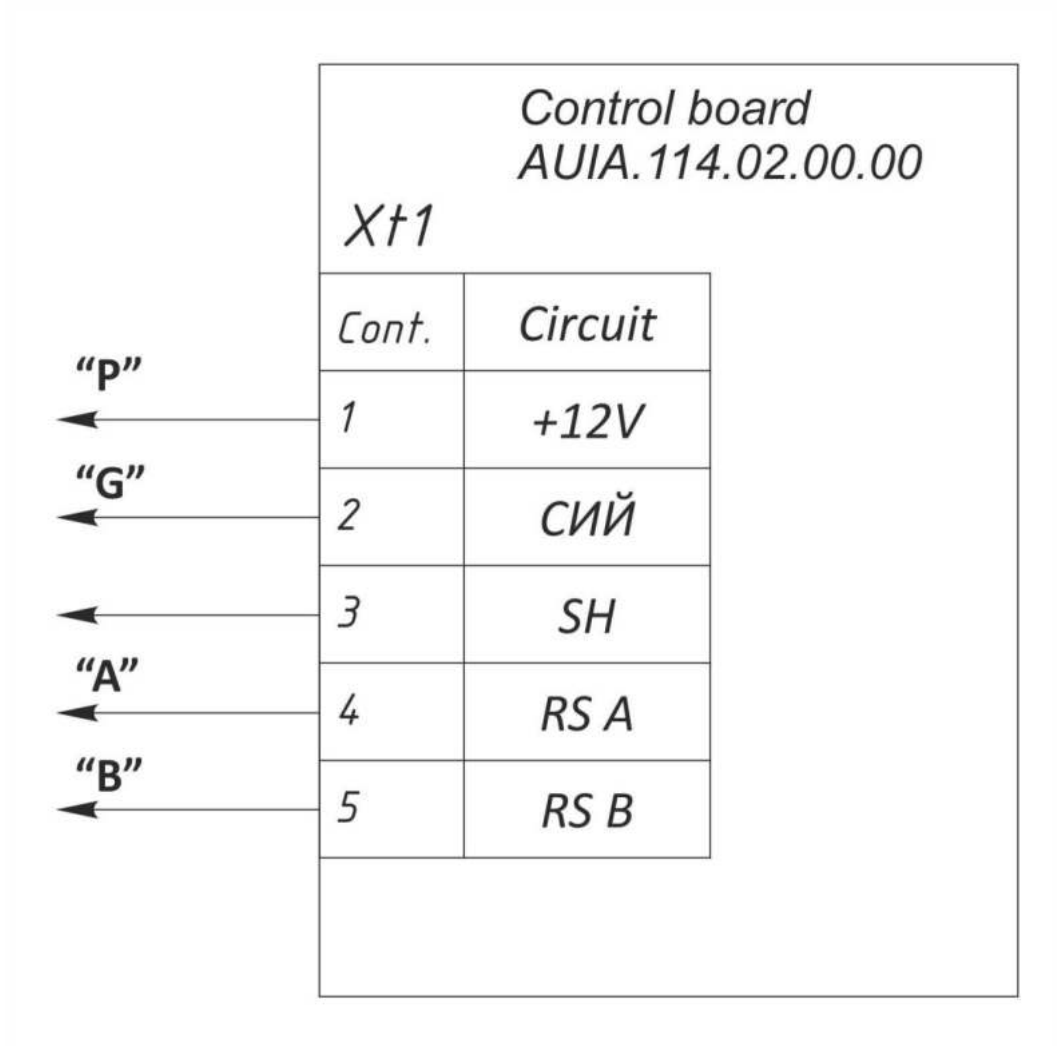 Control board
AUIA.114.02.00.00
Xt1
Cont. Circuit
“P”
1 +12V
“G”
2 СИЙ
3 SH
“A”
4 RS A
“B”
5 RS B